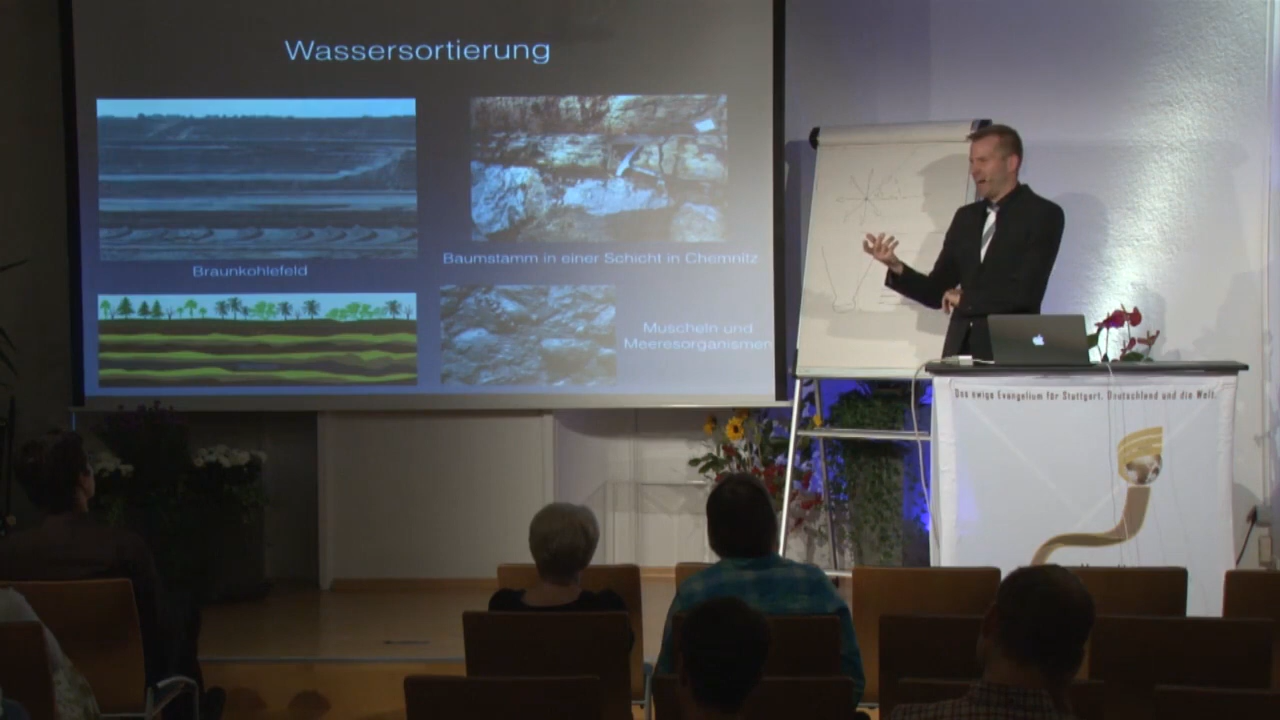 Wassersortierung
Braunkohlefeld
Baumstamm in einer Schicht in Chemnitz
Muscheln und
Meeresorganismen
Das ewige Evangelium für Stuttgart, Deutschland und die Welt.